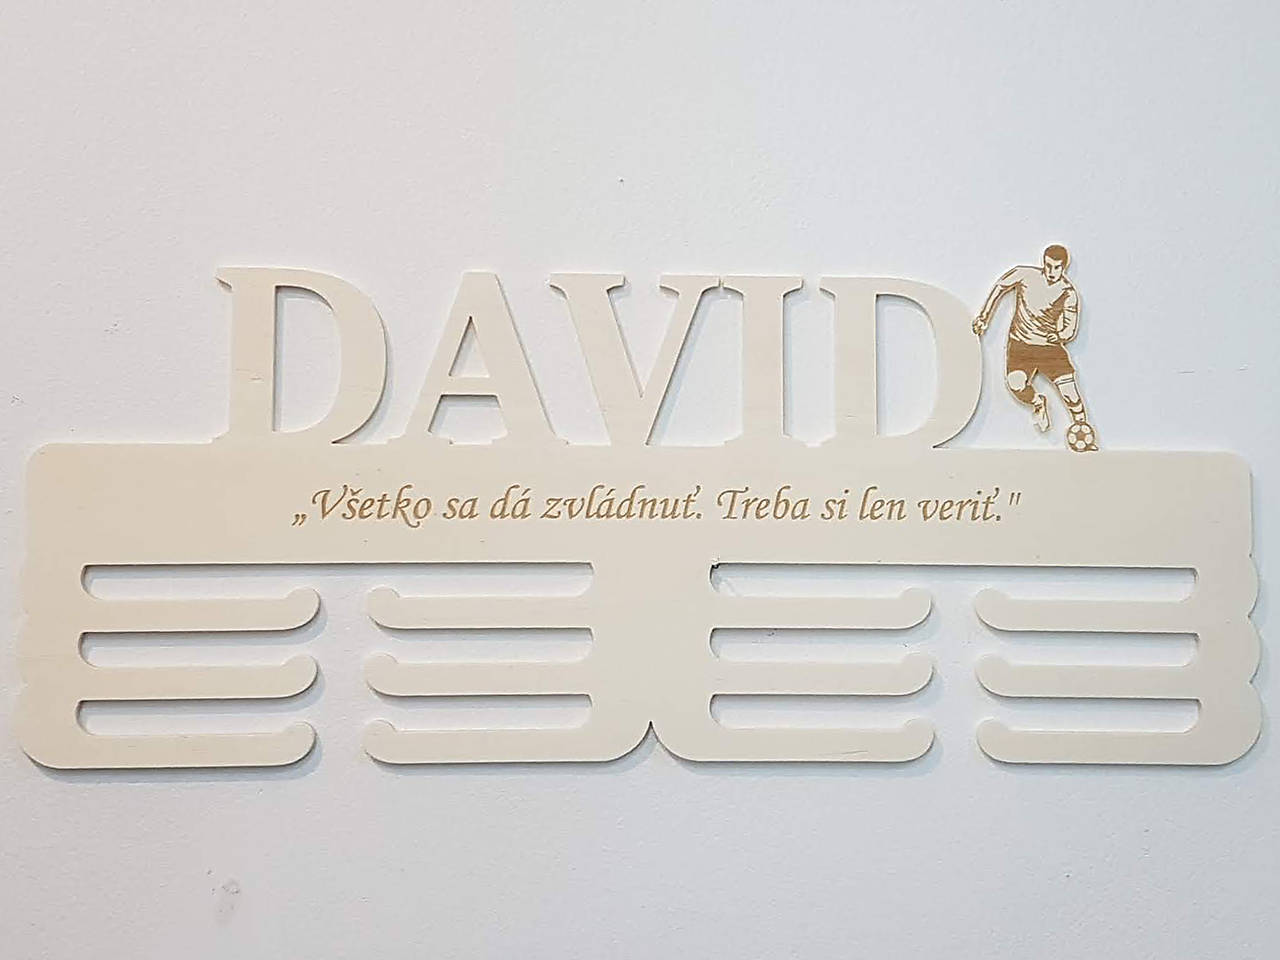 DAVID
„Všetko sa dá zvládnuť. Treba si len veriť."